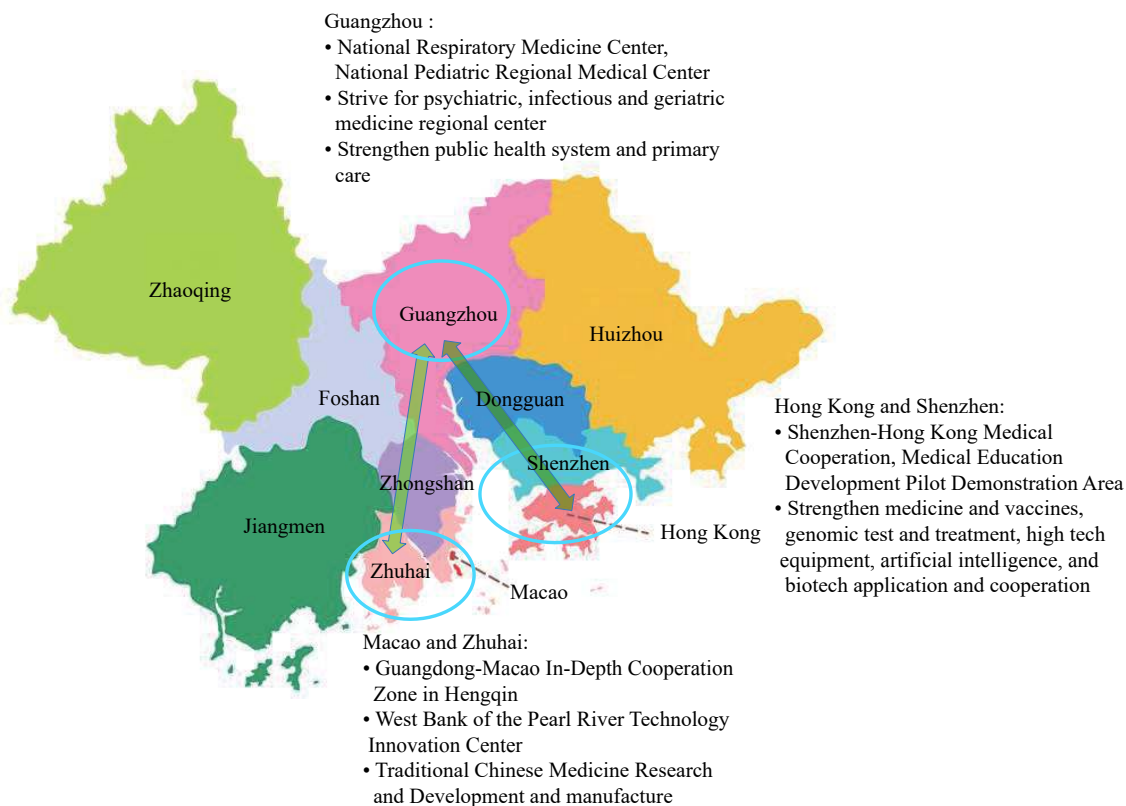 Guangzhou :
• National Respiratory Medicine Center,
National Pediatric Regional Medical Center
• Strive for psychiatric, infectious and geriatric
medicine regional center
• Strengthen public health system and primary
care
Zhaoqing
Guangzhou
Huizhou
Foshan
Dongguan
Shenzhen
Zhongshan
Jiangmen
Hong Kong
Zhuhai
Macao
Hong Kong and Shenzhen:
• Shenzhen-Hong Kong Medical
Cooperation, Medical Education
Development Pilot Demonstration Area
• Strengthen medicine and vaccines,
genomic test and treatment, high tech
equipment, artificial intelligence, and
biotech application and cooperation
Macao and Zhuhai:
• Guangdong-Macao In-Depth Cooperation
Zone in Hengqin
• West Bank of the Pearl River Technology
Innovation Center
• Traditional Chinese Medicine Research
and Development and manufacture